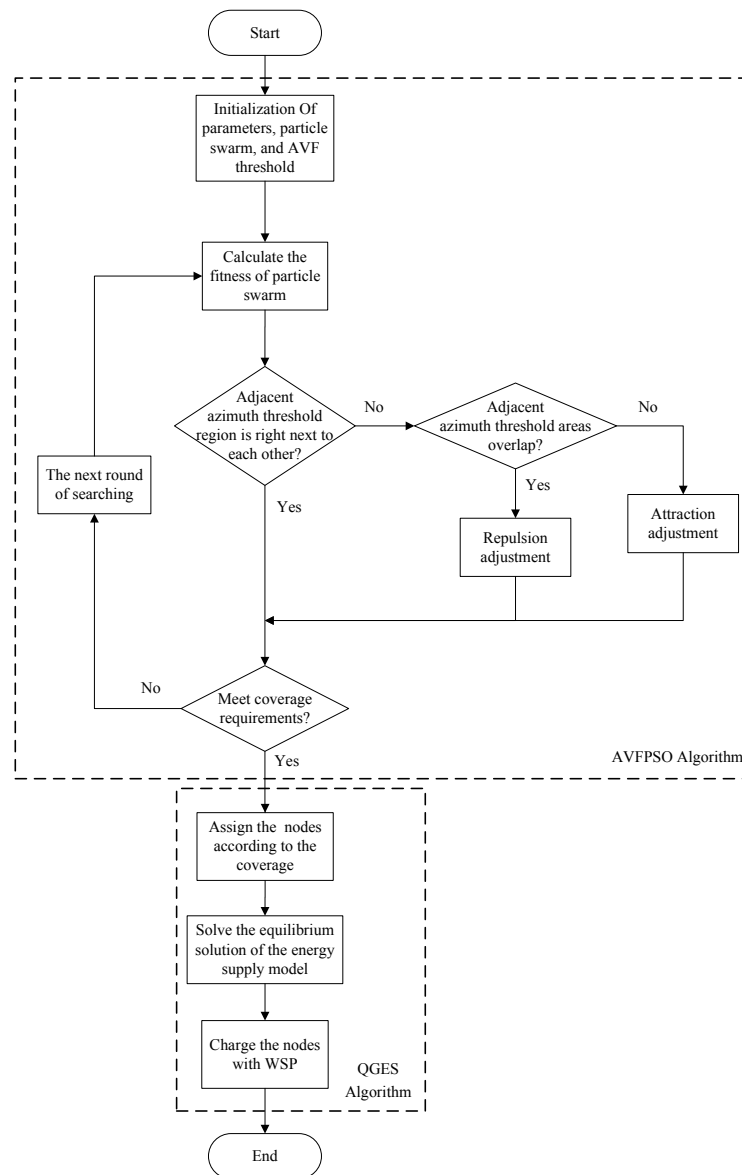 Start
Initialization Of
parameters, particle
swarm, and AVF
threshold
Calculate the
fitness of particle
swarm
Adjacent
azimuth threshold
region is right next to
each other?
No
Adjacent
azimuth threshold areas
overlap?
No
The next round
of searching
Yes
Yes
Repulsion
adjustment
Attraction
adjustment
No
Meet coverage
requirements?
Yes
AVFPSO Algorithm
Assign the nodes
according to the
coverage
Solve the equilibrium
solution of the energy
supply model
Charge the nodes
with WSP
QGES
Algorithm
End